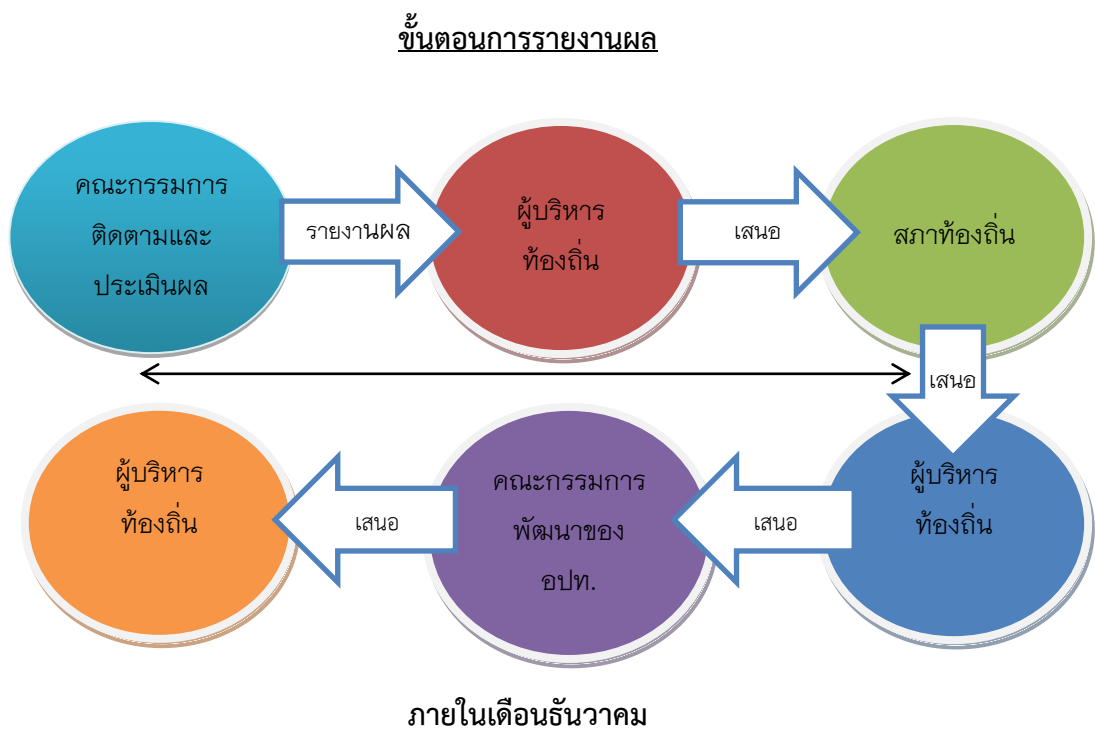 ขั้นตอนการรายงานผล
คณะกรรมการ
ติดตามและ
ประเมินผล
รายงานผล
ผู้บริหาร
ท้องถิ่น
เสนอ
สภาท้องถิ่น
เสนอ
ผู้บริหาร
ท้องถิ่น
เสนอ
คณะกรรมการ
พัฒนาของ
อปท.
เสนอ
ผู้บริหาร
ท้องถิ่น
ภายในเดือนธันวาคม